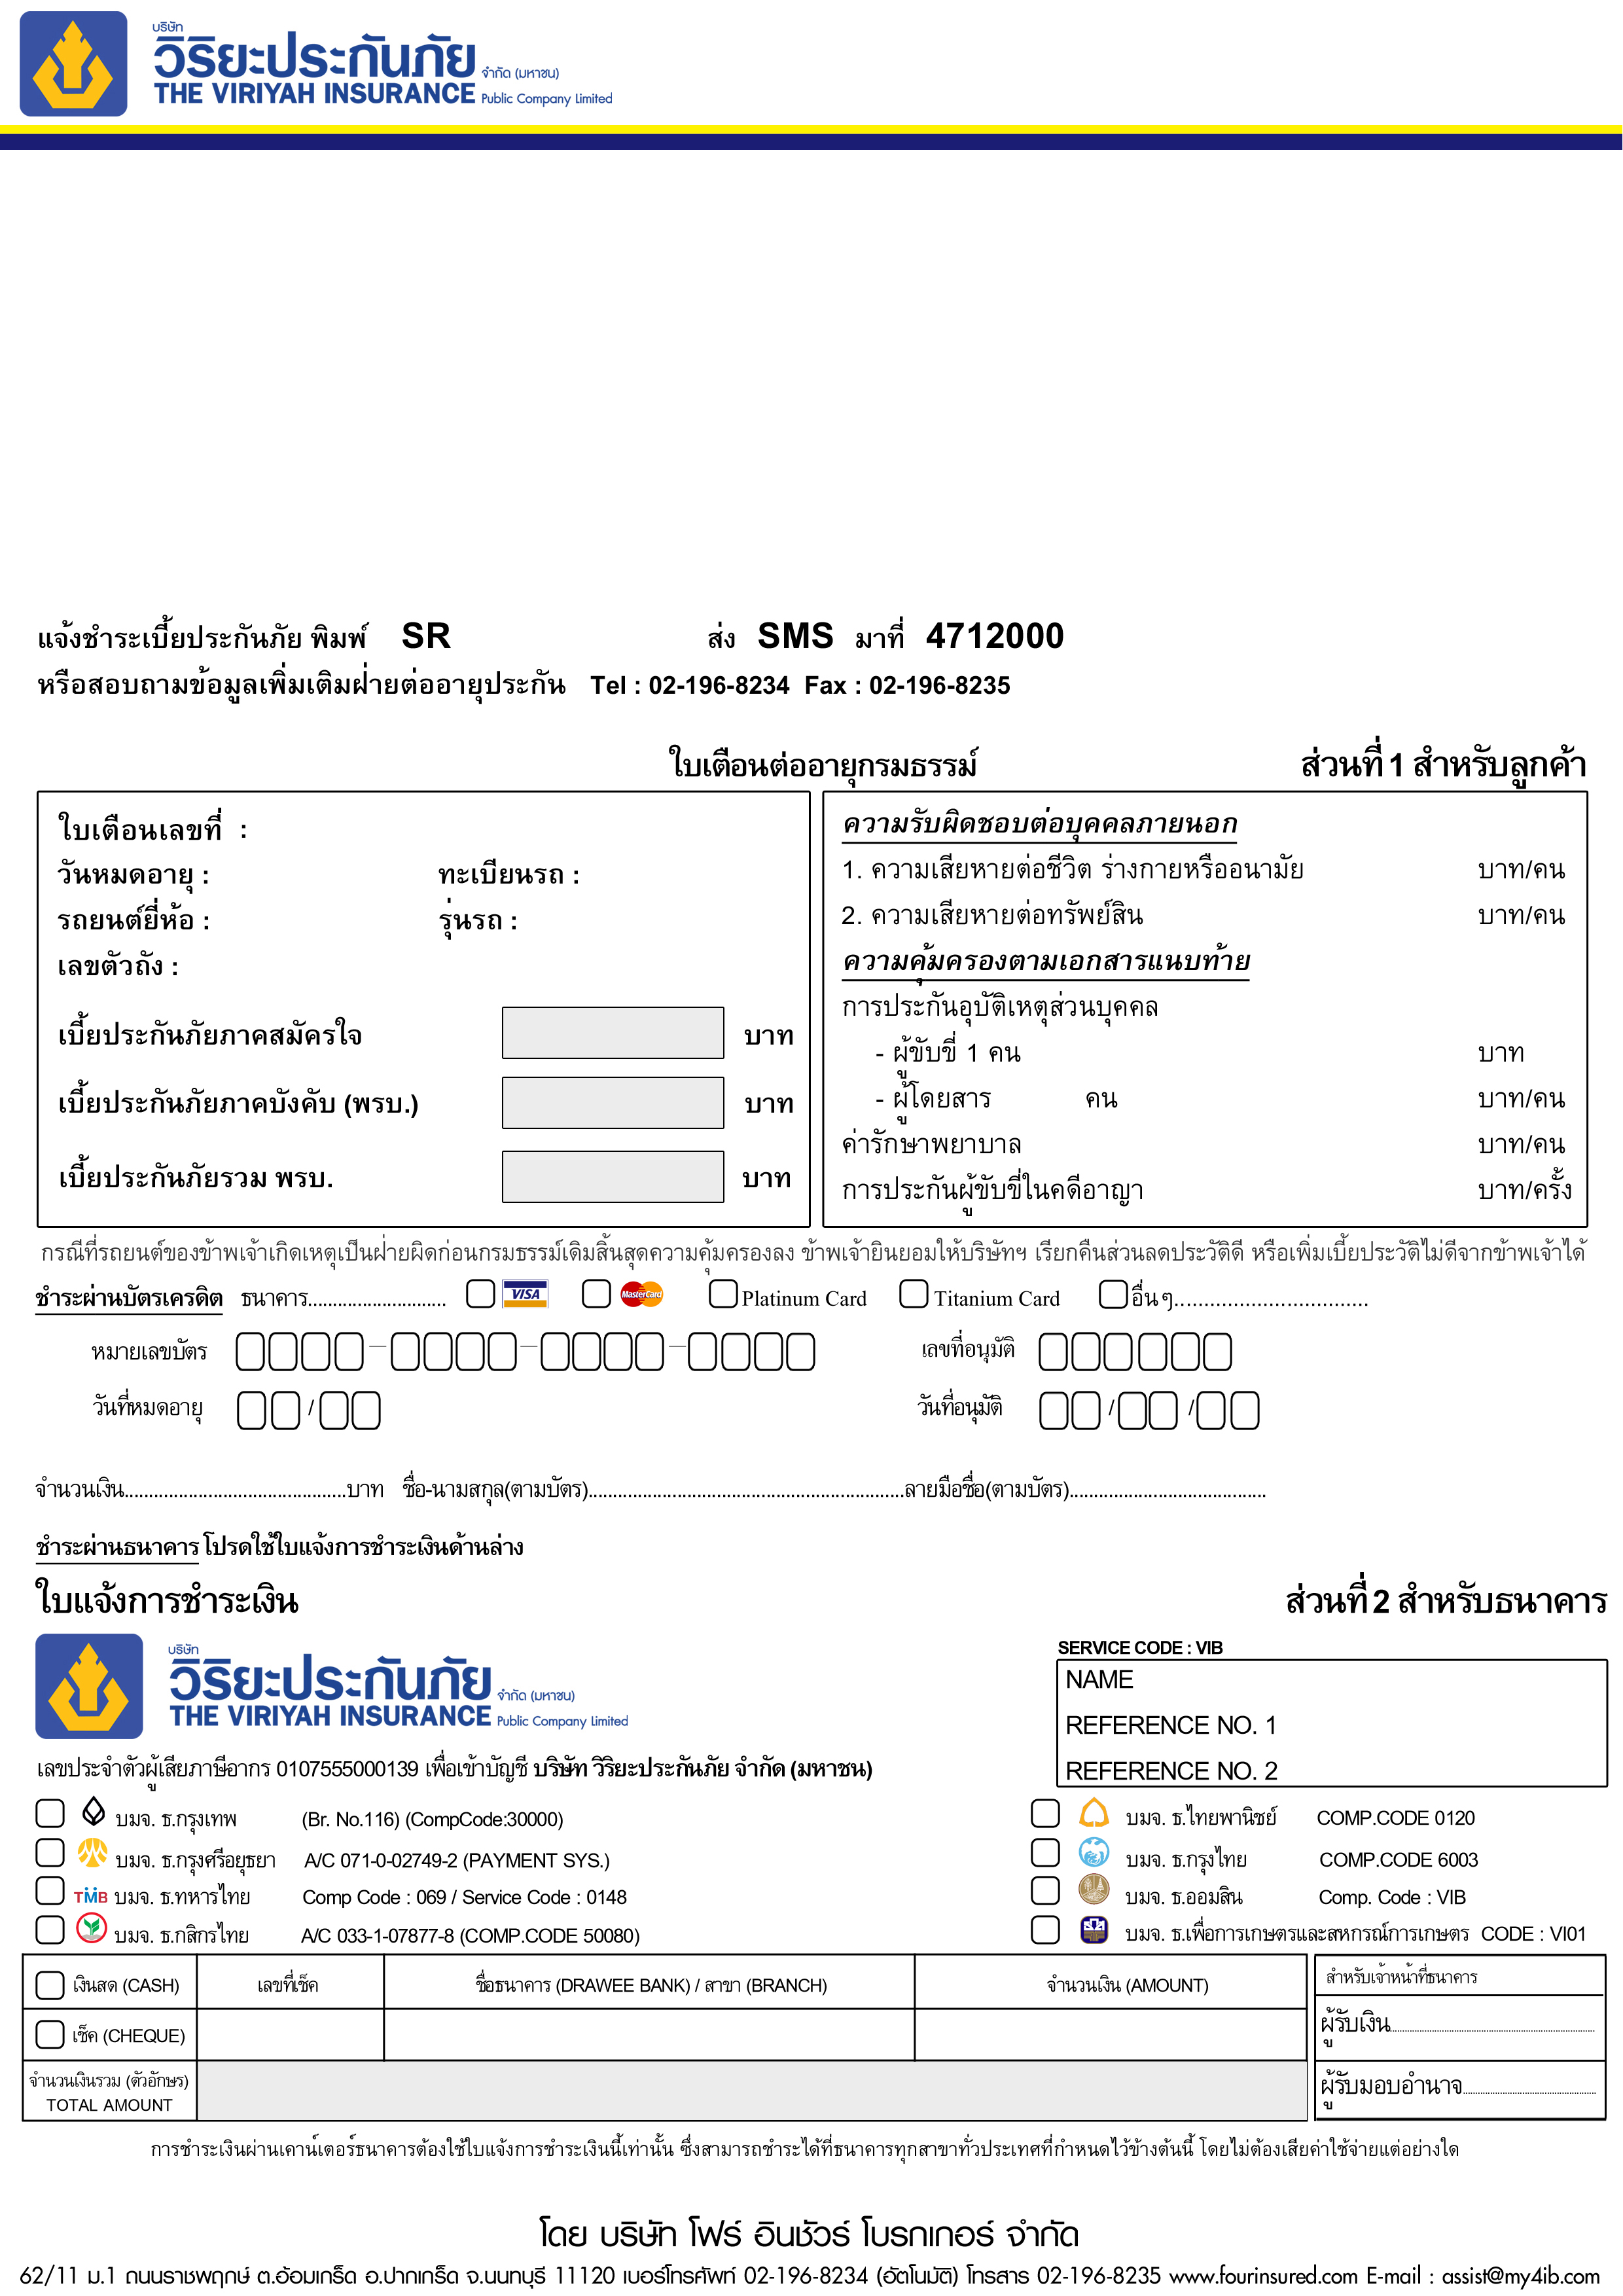 บริษัท
วิริยะประกันภัย จำกัด (มหาชน)
THE VIRIYAH INSURANCE Public Company Limited
แจ้งชำระเบี้ยประกันภัย พิมพ์ SR ส่ง SMS มาที่ 4712000
หรือสอบถามข้อมูลเพิ่มเติมฝ่ายต่ออายุประกัน Tel : 02-196-8234 Fax : 02-196-8235
ใบเตือนต่ออายุกรมธรรม์ ส่วนที่ 1 สำหรับลูกค้า
ใบเตือนเลขที่ :
วันหมดอายุ : ทะเบียนรถ :
รถยนต์ยี่ห้อ : รุ่นรถ :
เลขตัวถัง :
เบี้ยประกันภัยภาคสมัครใจ บาท
เบี้ยประกันภัยภาคบังคับ (พรบ.) บาท
เบี้ยประกันภัยรวม พรบ. บาท
ความรับผิดชอบต่อบุคคลภายนอก
1. ความเสียหายต่อชีวิต ร่างกายหรืออนามัย บาท/คน
2. ความเสียหายต่อทรัพย์สิน บาท/คน
ความคุ้มครองตามเอกสารแนบท้าย
การประกันอุบัติเหตุส่วนบุคคล
- ผู้ขับขี่ 1 คน บาท
- ผู้โดยสาร คน บาท/คน
ค่ารักษาพยาบาล บาท/คน
การประกันผู้ขับขี่ในคดีอาญา บาท/ครั้ง
กรณีที่รถยนต์ของข้าพเจ้าเกิดเหตุเป็นฝ่ายผิดก่อนกรมธรรม์เดิมสิ้นสุดความคุ้มครองลง ข้าพเจ้ายินยอมให้บริษัทฯ เรียกคืนส่วนลดประวัติดี หรือเพิ่มเบี้ยประวัติไม่ดีจากข้าพเจ้าได้
ชำระผ่านบัตรเครดิต ธนาคาร............................ VISA MasterCard Platinum Card Titanium Card อื่นๆ.................................
หมายเลขบัตร เลขที่อนุมัติ
วันที่หมดอายุ / วันที่อนุมัติ / /
จำนวนเงิน.............................................บาท ชื่อ-นามสกุล(ตามบัตร)................................................................ลายมือชื่อ(ตามบัตร)........................................
ชำระผ่านธนาคาร โปรดใช้ใบแจ้งการชำระเงินด้านล่าง
ใบแจ้งการชำระเงิน ส่วนที่ 2 สำหรับธนาคาร
บริษัท
วิริยะประกันภัย จำกัด (มหาชน)
THE VIRIYAH INSURANCE Public Company Limited
SERVICE CODE : VIB
NAME
REFERENCE NO. 1
REFERENCE NO. 2
เลขประจำตัวผู้เสียภาษีอากร 0107555000139 เพื่อเข้าบัญชี บริษัท วิริยะประกันภัย จำกัด (มหาชน)
บมจ. ธ.กรุงเทพ (Br. No.116) (CompCode:30000) บมจ. ธ.ไทยพานิชย์ COMP.CODE 0120
บมจ. ธ.กรุงศรีอยุธยา A/C 071-0-02749-2 (PAYMENT SYS.) บมจ. ธ.กรุงไทย COMP.CODE 6003
TMB บมจ. ธ.ทหารไทย Comp Code : 069 / Service Code : 0148 บมจ. ธ.ออมสิน Comp. Code : VIB
บมจ. ธ.กสิกรไทย A/C 033-1-07877-8 (COMP.CODE 50080) บมจ. ธ.เพื่อการเกษตรและสหกรณ์การเกษตร CODE : VI01
เงินสด (CASH) เลขที่เช็ค ชื่อธนาคาร (DRAWEE BANK) / สาขา (BRANCH) จำนวนเงิน (AMOUNT) สำหรับเจ้าหน้าที่ธนาคาร
เช็ค (CHEQUE) ผู้รับเงิน............................................................
จำนวนเงินรวม (ตัวอักษร) ผู้รับมอบอำนาจ........................................
TOTAL AMOUNT
การชำระเงินผ่านเคาน์เตอร์ธนาคารต้องใช้ใบแจ้งการชำระเงินนี้เท่านั้น ซึ่งสามารถชำระได้ที่ธนาคารทุกสาขาทั่วประเทศที่กำหนดไว้ข้างต้นนี้ โดยไม่ต้องเสียค่าใช้จ่ายแต่อย่างใด
โดย บริษัท โฟร์ อินชัวร์ โบรกเกอร์ จำกัด
62/11 ม.1 ถนนราชพฤกษ์ ต.อ้อมเกร็ด อ.ปากเกร็ด จ.นนทบุรี 11120 เบอร์โทรศัพท์ 02-196-8234 (อัตโนมัติ) โทรสาร 02-196-8235 www.fourinsured.com E-mail : assist@my4ib.com